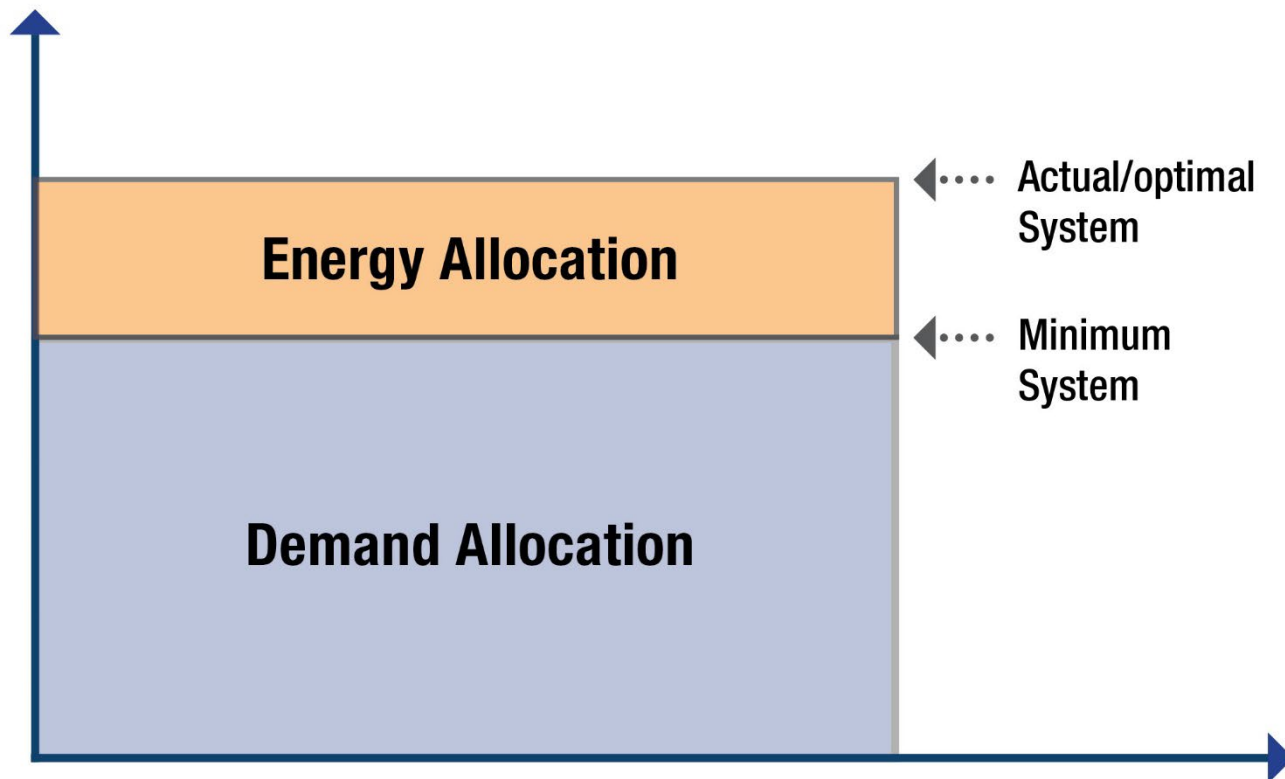 Actual/optimal
System
Energy Allocation
Minimum
System
Demand Allocation